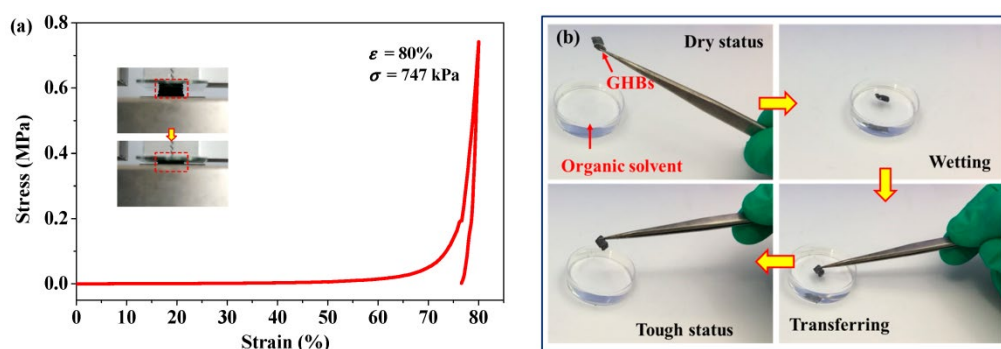 (a)
0.8
0.6
0.4
0.2
0.0
Stress (MPa)
ε = 80%
σ = 747 kPa
0 10 20 30 40 50 60 70 80
Strain (%)
(b)
Dry status
GHBs
Organic solvent
Wetting
Tough status
Transferring